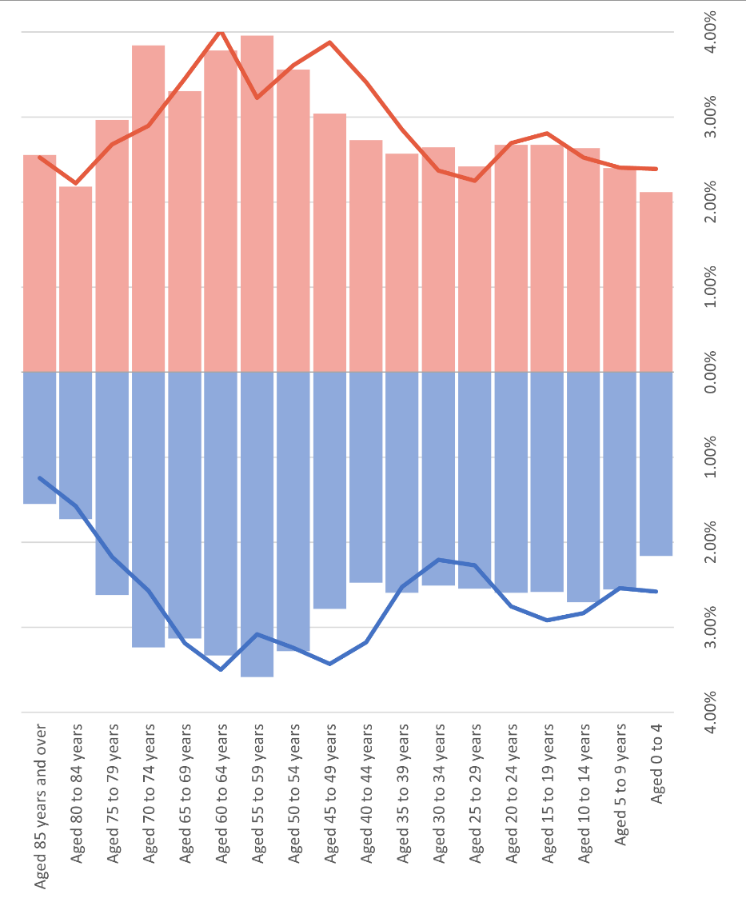 4.00%
3.00%
2.00%
1.00%
0.00%
1.00%
2.00%
3.00%
4.00%
Aged 85 years and over
Aged 80 to 84 years
Aged 75 to 79 years
Aged 70 to 74 years
Aged 65 to 69 years
Aged 60 to 64 years
Aged 55 to 59 years
Aged 50 to 54 years
Aged 45 to 49 years
Aged 40 to 44 years
Aged 35 to 39 years
Aged 30 to 34 years
Aged 25 to 29 years
Aged 20 to 24 years
Aged 15 to 19 years
Aged 10 to 14 years
Aged 5 to 9 years
Aged 0 to 4